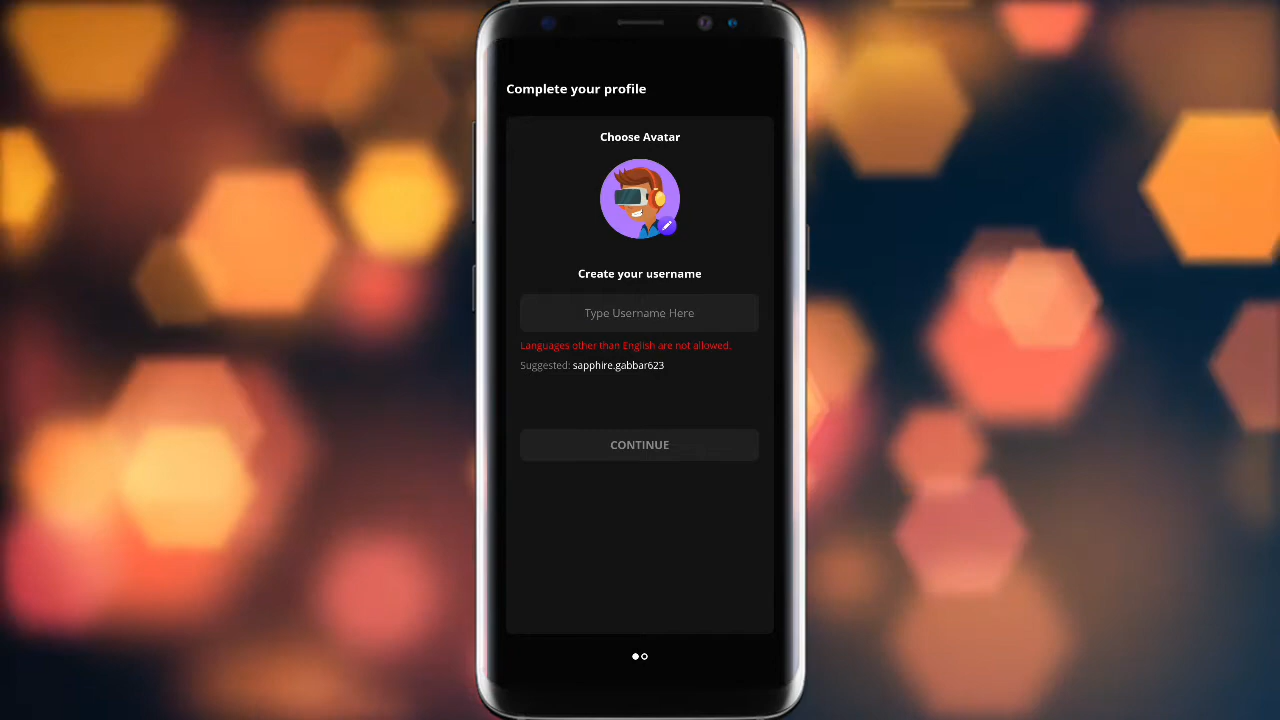 Complete your profile
Choose Avatar
Create your username
Type Username Here
Languages other than English are not allowed.
Suggested: sapphire.gabbar623
CONTINUE